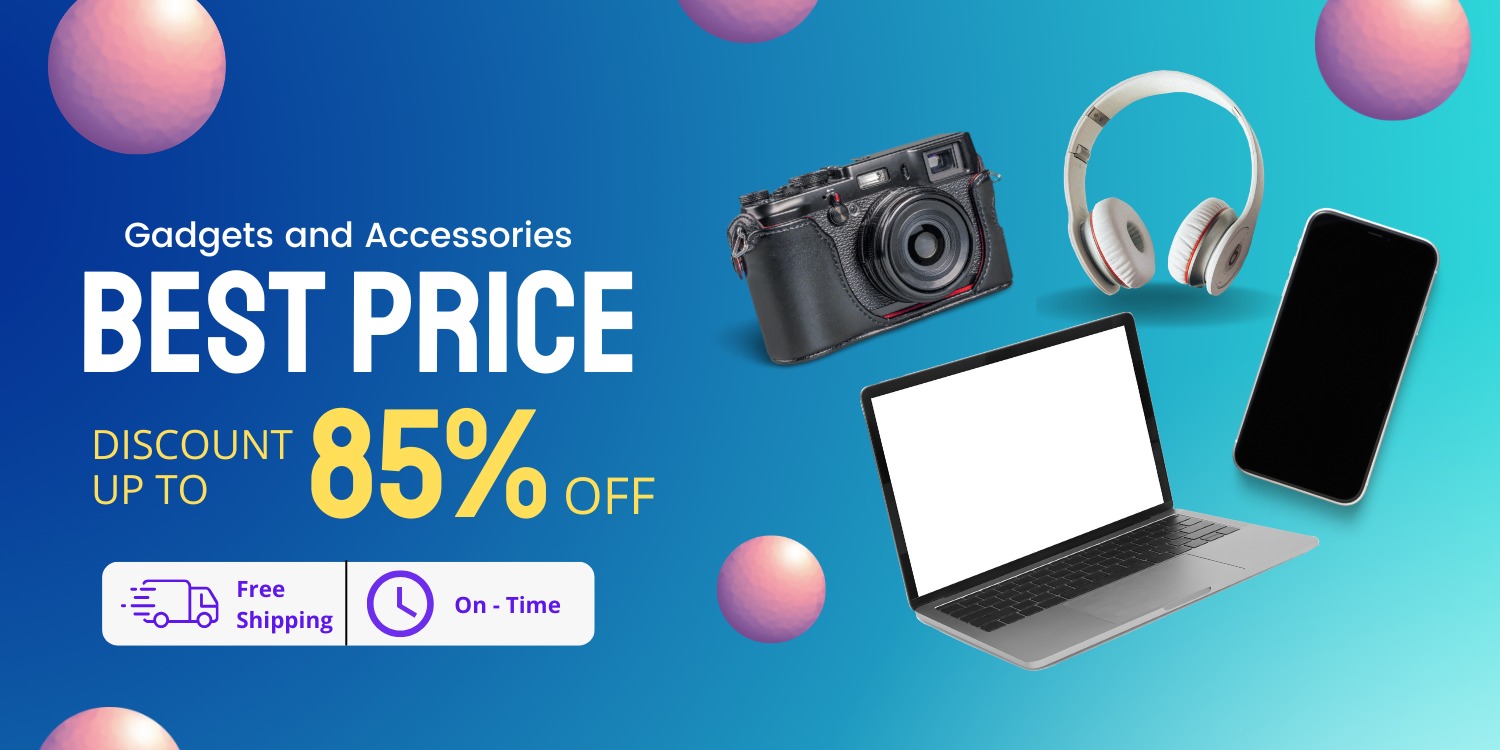 Gadgets and Accessories
BEST PRICE
DISCOUNT
UP TO
85% OFF
Free
Shipping
On - Time